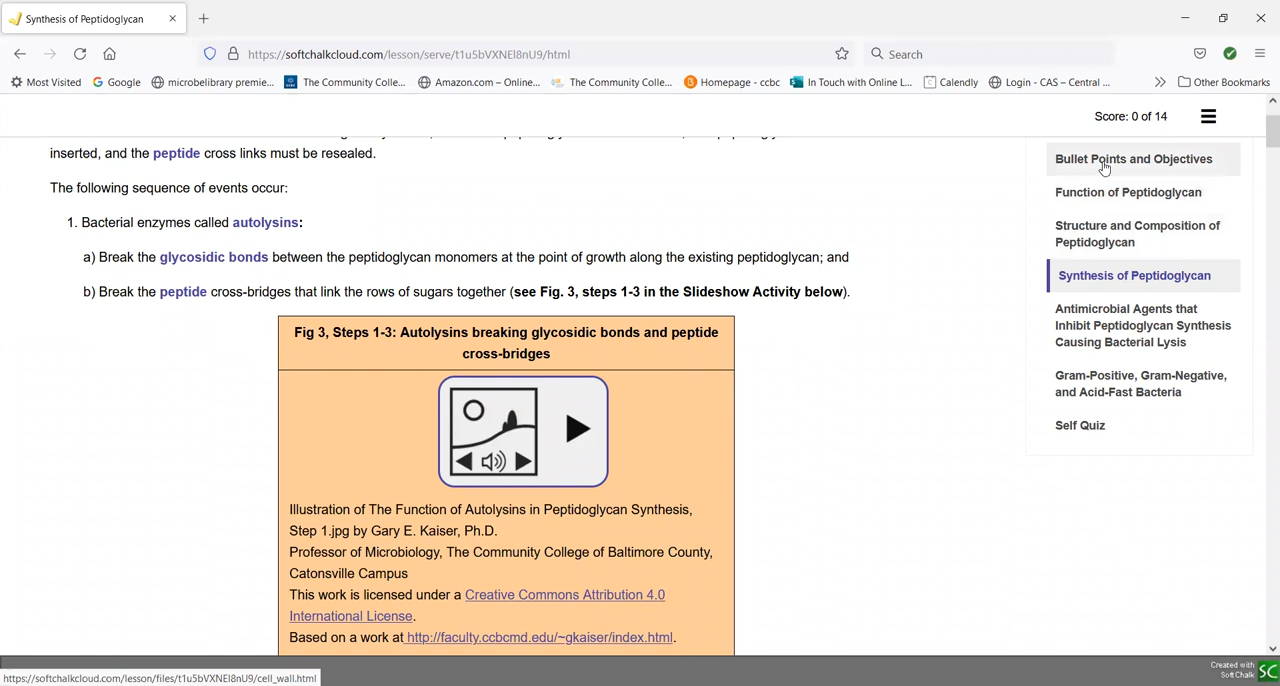 Synthesis of Peptidoglycan
https://softchalkcloud.com/lesson/serve/t1u5bVXNEl8nU9/html
Search
Most Visited
Google
microbelibrary premie...
The Community Colle...
Amazon.com – Online...
The Community Colle...
Homepage - ccbc
In Touch with Online L...
Calendly
Login - CAS – Central ...
Other Bookmarks
Score: 0 of 14
inserted, and the peptide cross links must be resealed.
The following sequence of events occur:
1. Bacterial enzymes called autolysins:
a) Break the glycosidic bonds between the peptidoglycan monomers at the point of growth along the existing peptidoglycan; and
b) Break the peptide cross-bridges that link the rows of sugars together (see Fig. 3, steps 1-3 in the Slideshow Activity below).
Fig 3, Steps 1-3: Autolysins breaking glycosidic bonds and peptide
cross-bridges
Illustration of The Function of Autolysins in Peptidoglycan Synthesis,
Step 1.jpg by Gary E. Kaiser, Ph.D.
Professor of Microbiology, The Community College of Baltimore County,
Catonsville Campus
This work is licensed under a Creative Commons Attribution 4.0
International License.
Based on a work at http://faculty.ccbcmd.edu/~gkaiser/index.html.
Bullet Points and Objectives
Function of Peptidoglycan
Structure and Composition of
Peptidoglycan
Synthesis of Peptidoglycan
Antimicrobial Agents that
Inhibit Peptidoglycan Synthesis
Causing Bacterial Lysis
Gram-Positive, Gram-Negative,
and Acid-Fast Bacteria
Self Quiz
Created with
SoftChalk
SC
https://softchalkcloud.com/lesson/files/t1u5bVXNEl8nU9/cell_wall.html